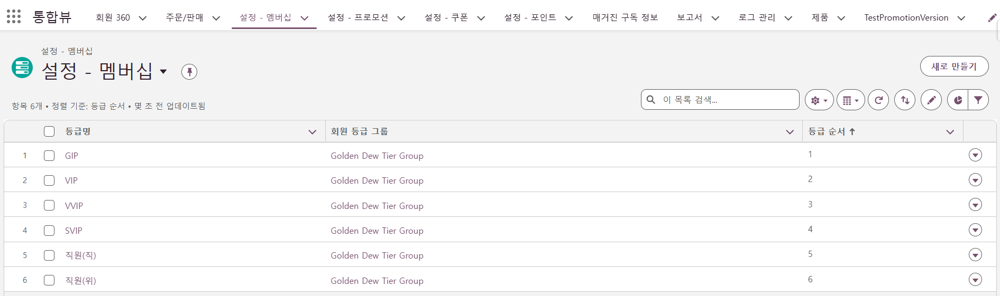 통합뷰 회원 360 주문/판매 설정 - 멤버십 설정 - 프로모션 설정 - 쿠폰 설정 - 포인트 매거진 구독 정보 보고서 로그 관리 제품 TestPromotionVersion
설정 - 멤버십
설정 - 멤버십
새로 만들기
항목 6개 • 정렬 기준: 등급 순서 • 몇 초 전 업데이트됨
이 목록 검색...
등급명 회원 등급 그룹 등급 순서 ↑
1 GIP Golden Dew Tier Group 1
2 VIP Golden Dew Tier Group 2
3 VVIP Golden Dew Tier Group 3
4 SVIP Golden Dew Tier Group 4
5 직원(직) Golden Dew Tier Group 5
6 직원(위) Golden Dew Tier Group 6